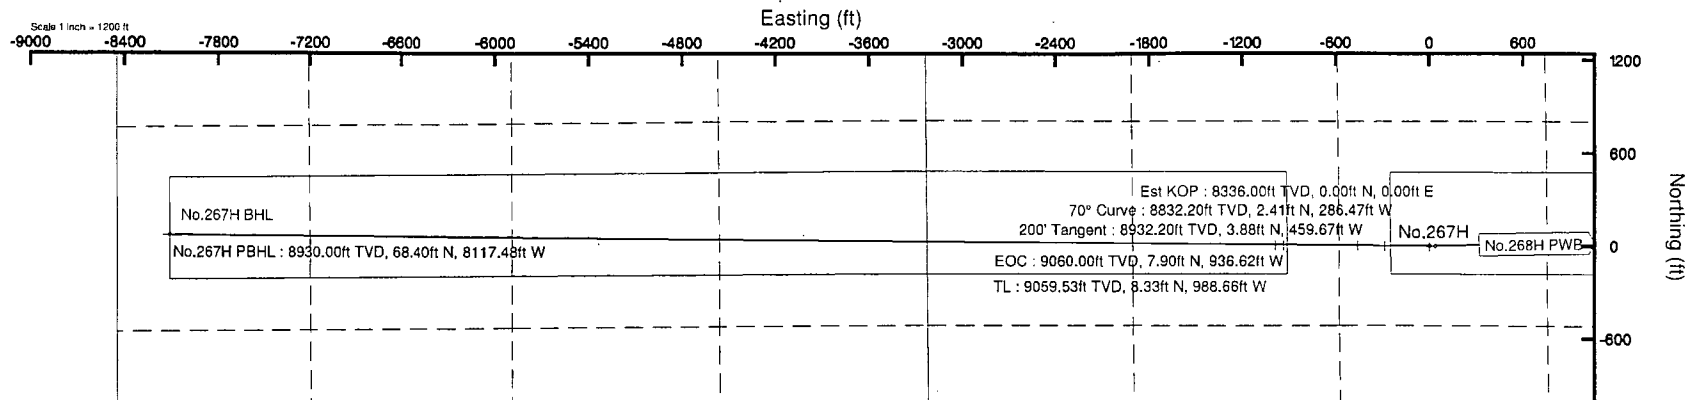 Easting (ft)
Scale 1 inch = 1200 ft
-9000 -8400 -7800 -7200 -6600 -6000 -5400 -4800 -4200 -3600 -3000 -2400 -1800 -1200 -600 0 600
1200
600
Est KOP : 8336.00ft TVD, 0.00ft N, 0.00ft E
70° Curve : 8832.20ft TVD, 2.41ft N, 286.47ft W
No.267H BHL
200' Tangent : 8932.20ft TVD, 3.88ft N, 459.67ft W
No.267H
No.268H PWB
0
No.267H PBHL : 8930.00ft TVD, 68.40ft N, 8117.48ft W
EOC : 9060.00ft TVD, 7.90ft N, 936.62ft W
TL : 9059.53ft TVD, 8.33ft N, 988.66ft W
-600
Northing (ft)